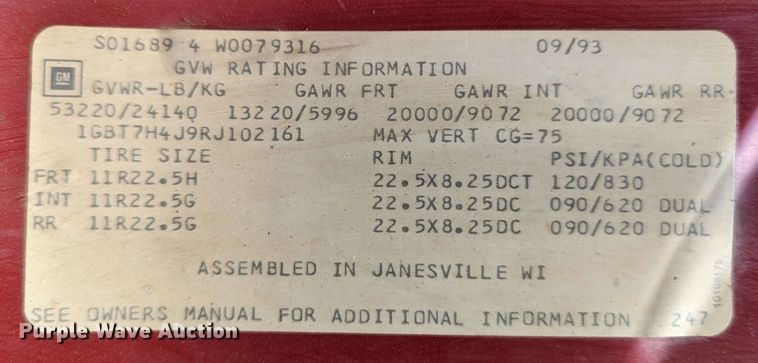 S01689 4 W0079316 09/93
GVW RATING INFORMATION
GM
GVWR-LB/KG GAWR FRT GAWR INT GAWR RR
53220/24140 13220/5996 20000/9072 20000/9072
1GBT7H4J9RJ102161 MAX VERT CG=75
TIRE SIZE RIM PSI/KPA(COLD)
FRT 11R22.5H 22.5X8.25DCT 120/830
INT 11R22.5G 22.5X8.25DC 090/620 DUAL
RR 11R22.5G 22.5X8.25DC 090/620 DUAL
ASSEMBLED IN JANESVILLE WI
SEE OWNERS MANUAL FOR ADDITIONAL INFORMATION 247
Purple Wave Auction